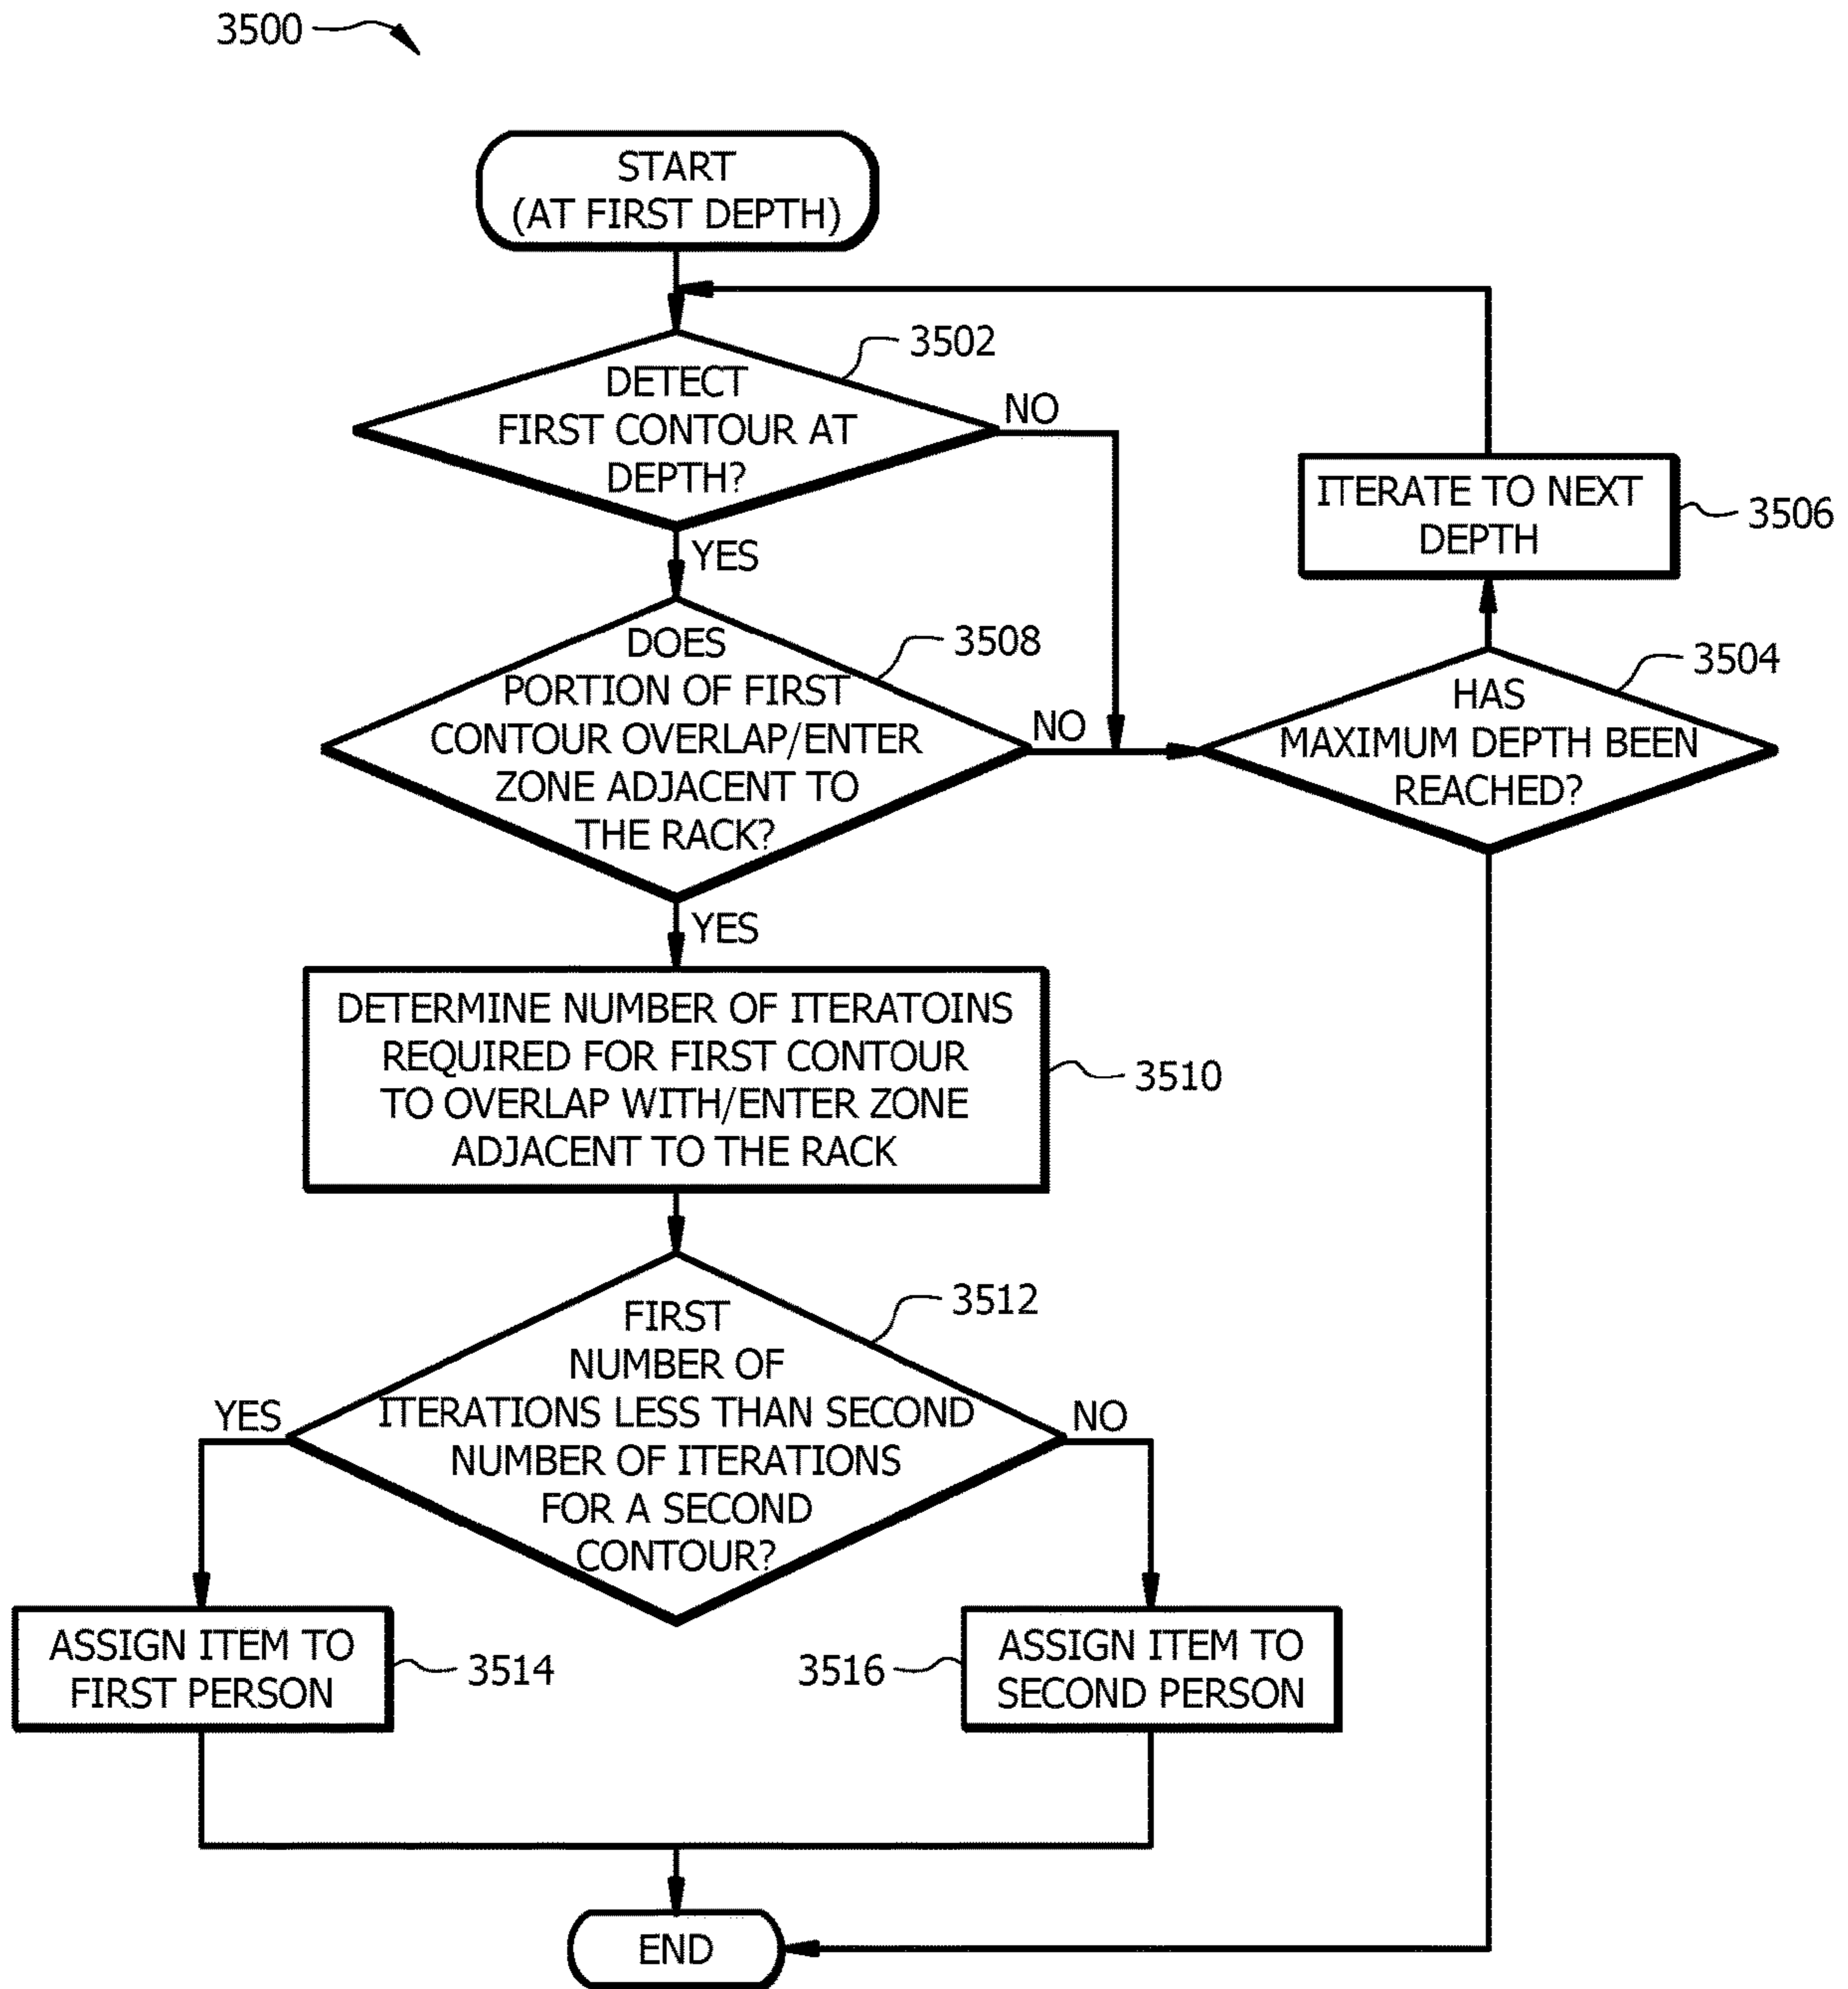 3500
START
(AT FIRST DEPTH)
3502
DETECT
FIRST CONTOUR AT
DEPTH?
NO
YES
ITERATE TO NEXT
DEPTH
3506
DOES
PORTION OF FIRST
CONTOUR OVERLAP/ENTER
ZONE ADJACENT TO
THE RACK?
3508
NO
YES
3504
HAS
MAXIMUM DEPTH BEEN
REACHED?
DETERMINE NUMBER OF ITERATOINS
REQUIRED FOR FIRST CONTOUR
TO OVERLAP WITH/ENTER ZONE
ADJACENT TO THE RACK
3510
3512
FIRST
NUMBER OF
ITERATIONS LESS THAN SECOND
NUMBER OF ITERATIONS
FOR A SECOND
CONTOUR?
YES
NO
ASSIGN ITEM TO
FIRST PERSON
3514
3516
ASSIGN ITEM TO
SECOND PERSON
END